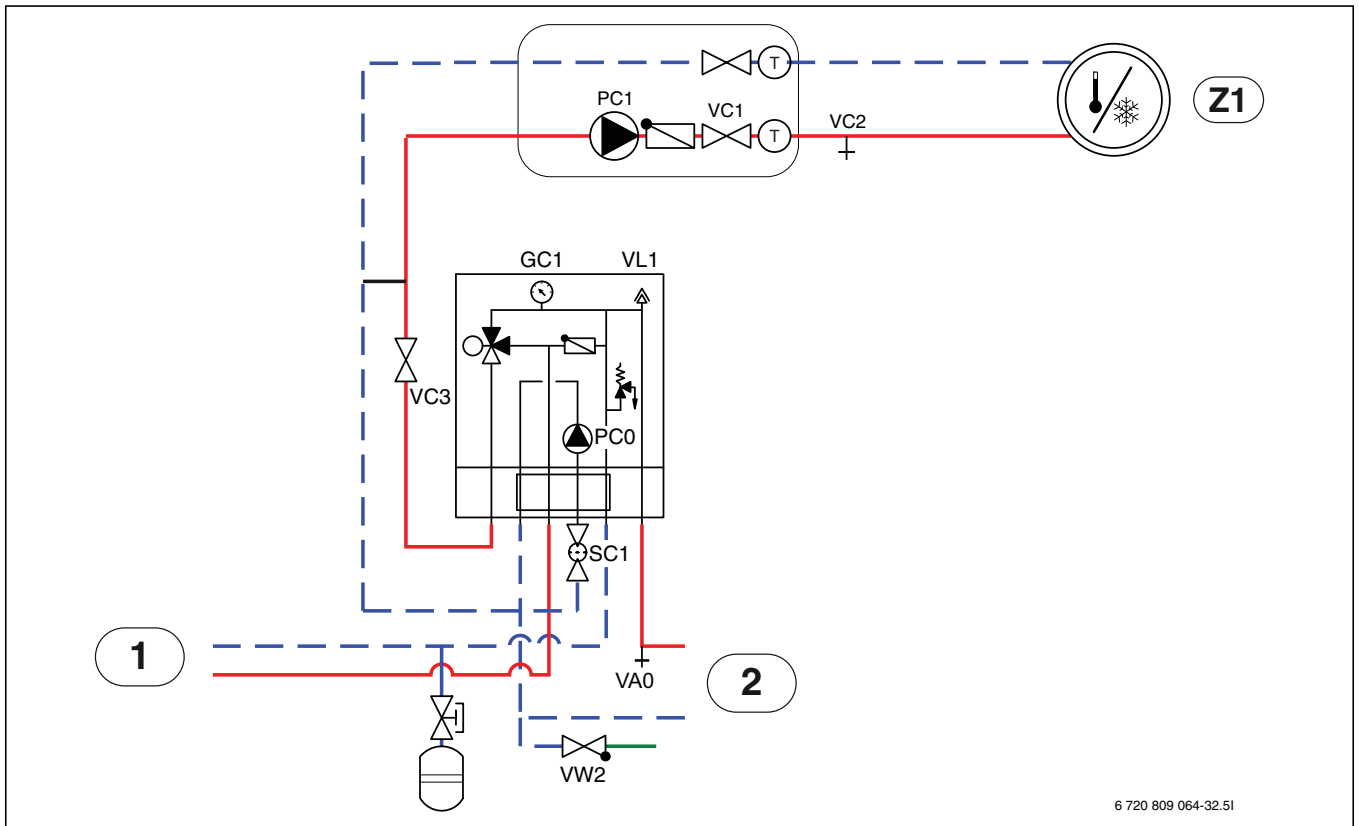 T
PC1
VC1
T
VC2
Z1
GC1
VL1
VC3
PC0
SC1
1
VA0
2
VW2
6 720 809 064-32.5I